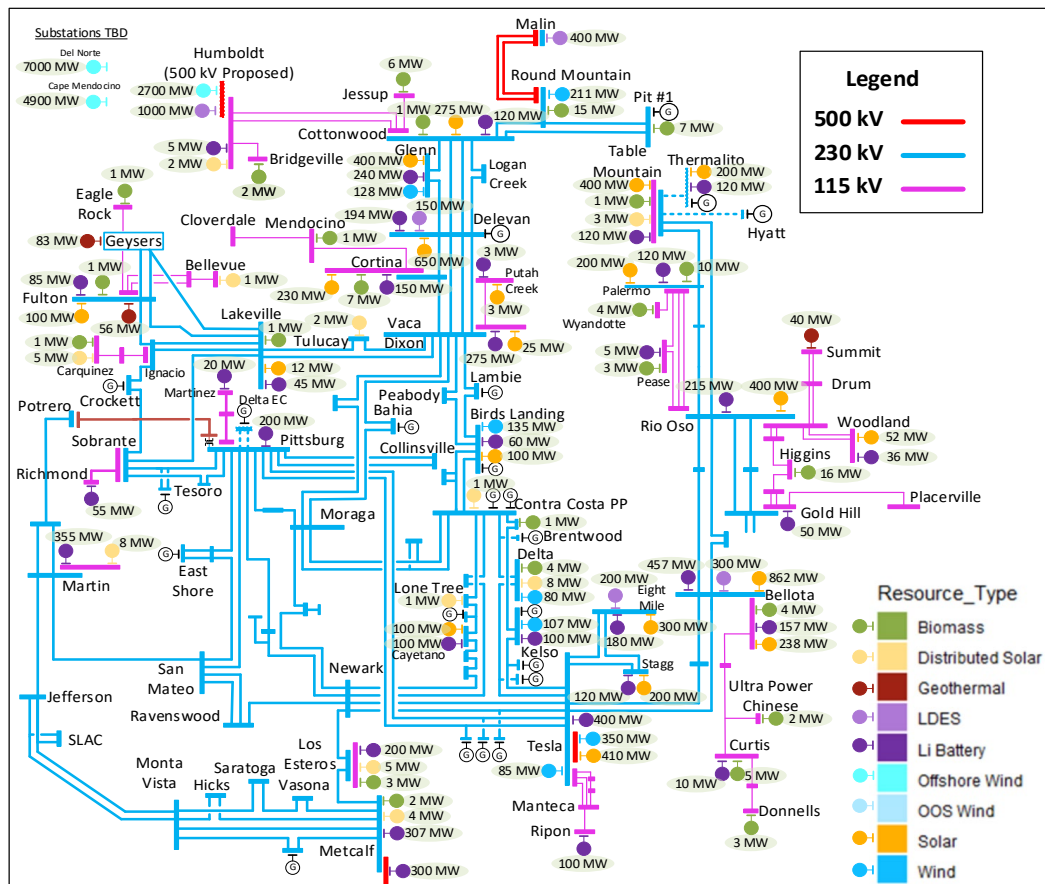 Substations TBD
Del Norte
7000 MW
Cape Mendocino
4900 MW
Humboldt
(500 kV Proposed)
2700 MW
1000 MW
5 MW
2 MW
Bridgeville
2 MW
6 MW
Jessup
1 MW
275 MW
120 MW
Cottonwood
Malin
400 MW
Round Mountain
211 MW
15 MW
Pit #1
G
7 MW
Legend
500 kV
230 kV
115 kV
Glenn
400 MW
240 MW
128 MW
Logan
Creek
Table
Mountain
400 MW
1 MW
3 MW
120 MW
Thermalito
200 MW
120 MW
G
G
Hyatt
1 MW
Eagle
Rock
83 MW
Geysers
Cloverdale
Mendocino
1 MW
194 MW
150 MW
Delevan
G
650 MW
Cortina
230 MW
7 MW
150 MW
3 MW
Putah
Creek
3 MW
275 MW
25 MW
Bellevue
1 MW
85 MW
1 MW
Fulton
100 MW
56 MW
Lakeville
1 MW
2 MW
Tulucay
Vaca
Dixon
12 MW
45 MW
1 MW
5 MW
Carquinez
Ignacio
G
Crockett
200 MW
120 MW
10 MW
Palermo
4 MW
Wyandotte
5 MW
3 MW
Pease
215 MW
400 MW
Rio Oso
40 MW
Summit
Drum
Woodland
52 MW
36 MW
Higgins
16 MW
Placerville
Gold Hill
50 MW
Potrero
20 MW
Martinez
Delta EC
G
200 MW
Pittsburg
Peabody
Bahia
G
Lambie
G
Birds Landing
135 MW
60 MW
100 MW
G
Collinsville
Sobrante
Richmond
55 MW
Tesoro
G
Moraga
1 MW
G
G
Contra Costa PP
1 MW
G
Brentwood
355 MW
8 MW
Martin
G
East
Shore
Delta
4 MW
8 MW
80 MW
G
107 MW
100 MW
Kelso
G
G
Lone Tree
1 MW
G
100 MW
100 MW
Cayetano
200 MW
Eight
Mile
180 MW
300 MW
Stagg
120 MW
200 MW
457 MW
300 MW
862 MW
Bellota
4 MW
157 MW
238 MW
Ultra Power
Chinese
2 MW
Curtis
10 MW
5 MW
Donnells
3 MW
San
Mateo
Ravenswood
Newark
Jefferson
SLAC
G
G
G
400 MW
Tesla
350 MW
410 MW
85 MW
Manteca
Ripon
100 MW
Los
Esteros
200 MW
5 MW
3 MW
Monta
Vista
Hicks
Saratoga
Vasona
G
Metcalf
2 MW
4 MW
307 MW
300 MW
Resource_Type
Biomass
Distributed Solar
Geothermal
LDES
Li Battery
Offshore Wind
OOS Wind
Solar
Wind